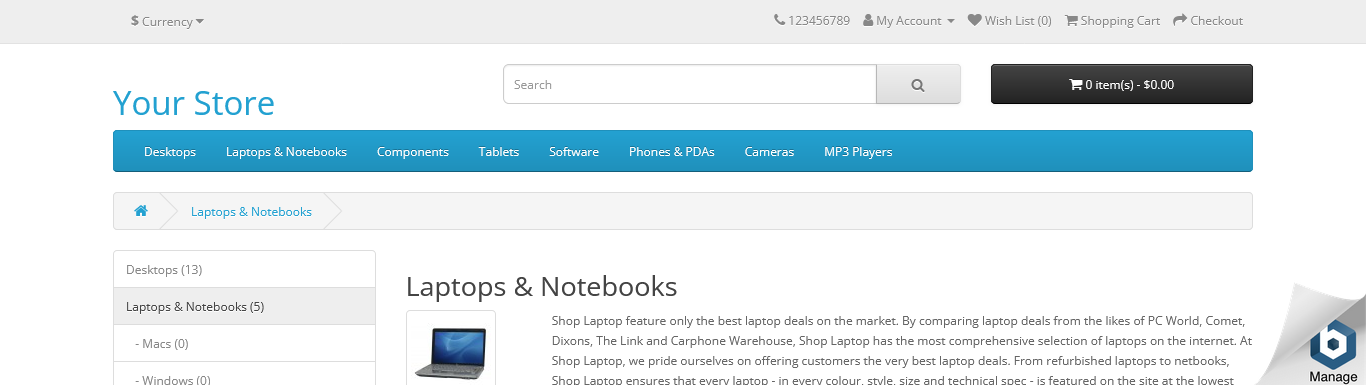 $ Currency
123456789 My Account Wish List (0) Shopping Cart Checkout
Your Store
Search
0 item(s) - $0.00
Desktops Laptops & Notebooks Components Tablets Software Phones & PDAs Cameras MP3 Players
Laptops & Notebooks
Desktops (13)
Laptops & Notebooks (5)
- Macs (0)
- Windows (0)
Laptops & Notebooks
Shop Laptop feature only the best laptop deals on the market. By comparing laptop deals from the likes of PC World, Comet,
Dixons, The Link and Carphone Warehouse, Shop Laptop has the most comprehensive selection of laptops on the internet. At
Shop Laptop, we pride ourselves on offering customers the very best laptop deals. From refurbished laptops to netbooks,
Shop Laptop ensures that every laptop - in every colour, style, size and technical spec - is featured on the site at the lowest
Manage